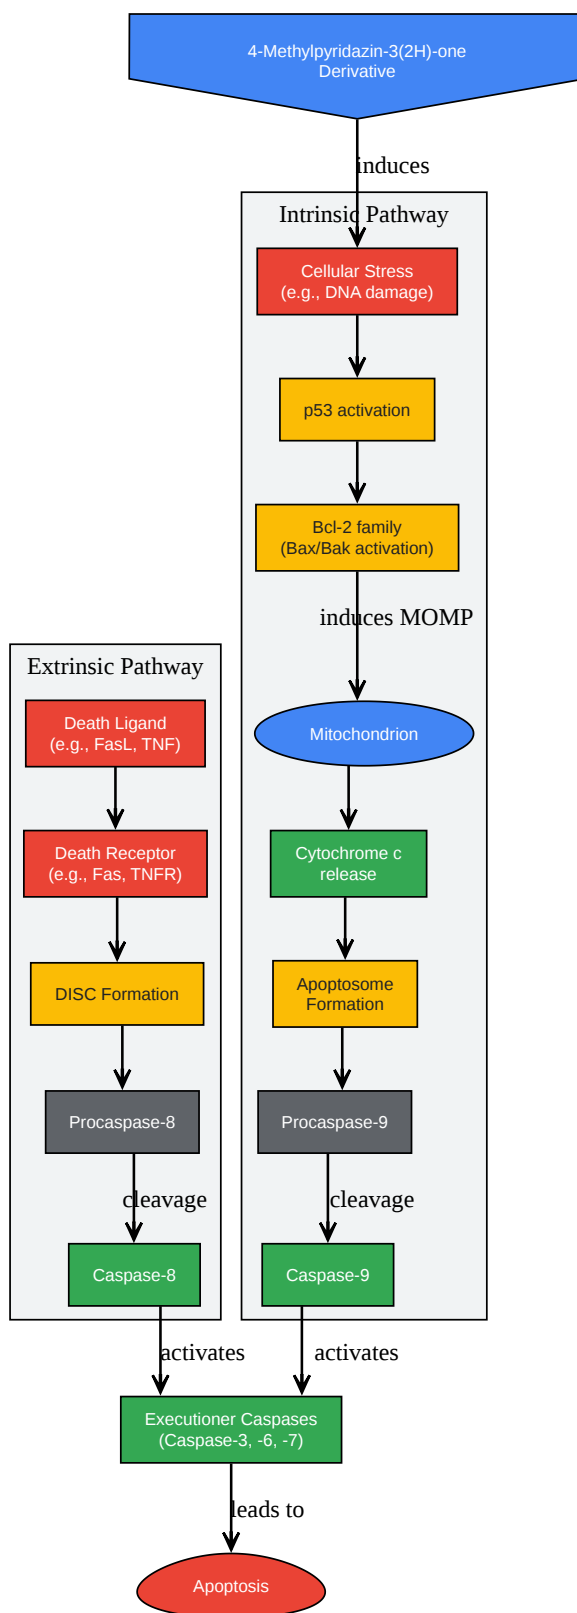 4-Methylpyridazin-3(2H)-one
Derivative
induces
Intrinsic Pathway
Cellular Stress
(e.g., DNA damage)
p53 activation
Bcl-2 family
(Bax/Bak activation)
induces MOMP
Mitochondrion
Cytochrome c
release
Apoptosome
Formation
Procaspase-9
cleavage
Caspase-9
activates
Extrinsic Pathway
Death Ligand
(e.g., FasL, TNF)
Death Receptor
(e.g., Fas, TNFR)
DISC Formation
Procaspase-8
cleavage
Caspase-8
activates
Executioner Caspases
(Caspase-3, -6, -7)
leads to
Apoptosis